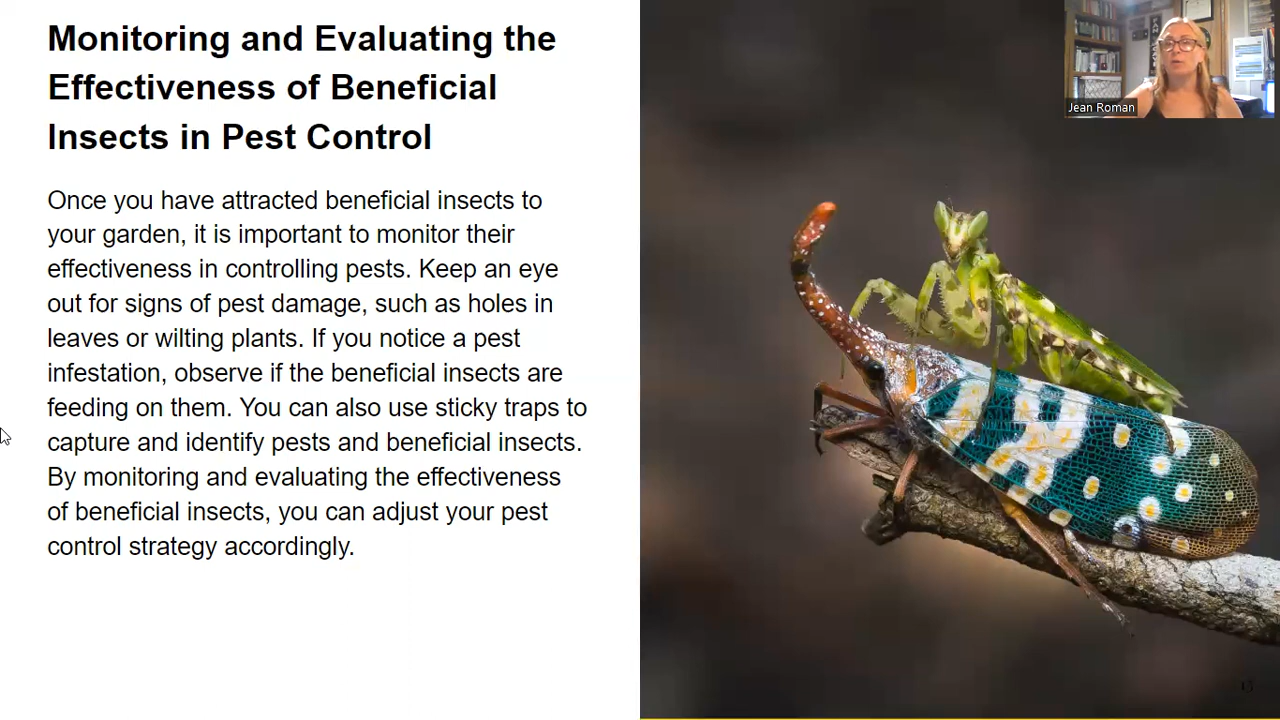 Monitoring and Evaluating the
Effectiveness of Beneficial
Insects in Pest Control
Once you have attracted beneficial insects to
your garden, it is important to monitor their
effectiveness in controlling pests. Keep an eye
out for signs of pest damage, such as holes in
leaves or wilting plants. If you notice a pest
infestation, observe if the beneficial insects are
feeding on them. You can also use sticky traps to
capture and identify pests and beneficial insects.
By monitoring and evaluating the effectiveness
of beneficial insects, you can adjust your pest
control strategy accordingly.
Jean Roman